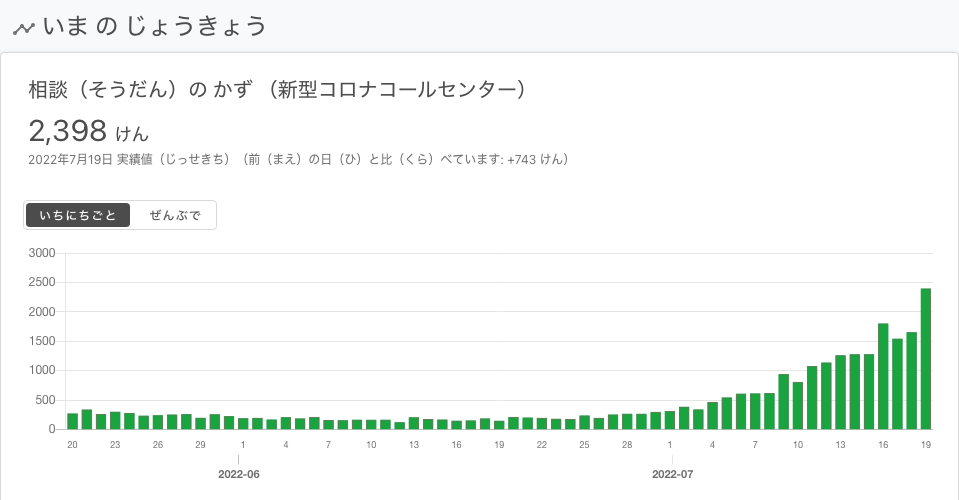 いま の じょうきょう
相談（そうだん）の かず （新型コロナコールセンター）
2,398 けん
2022年7月19日 実績値（じっせきち）（前（まえ）の日（ひ）と比（くら）べています: +743 けん）
いちにちごと ぜんぶで
3000
2500
2000
1500
1000
500
0
20 23 26 29 1 4 7 10 13 16 19 22 25 28 1 4 7 10 13 16 19
2022-06 2022-07